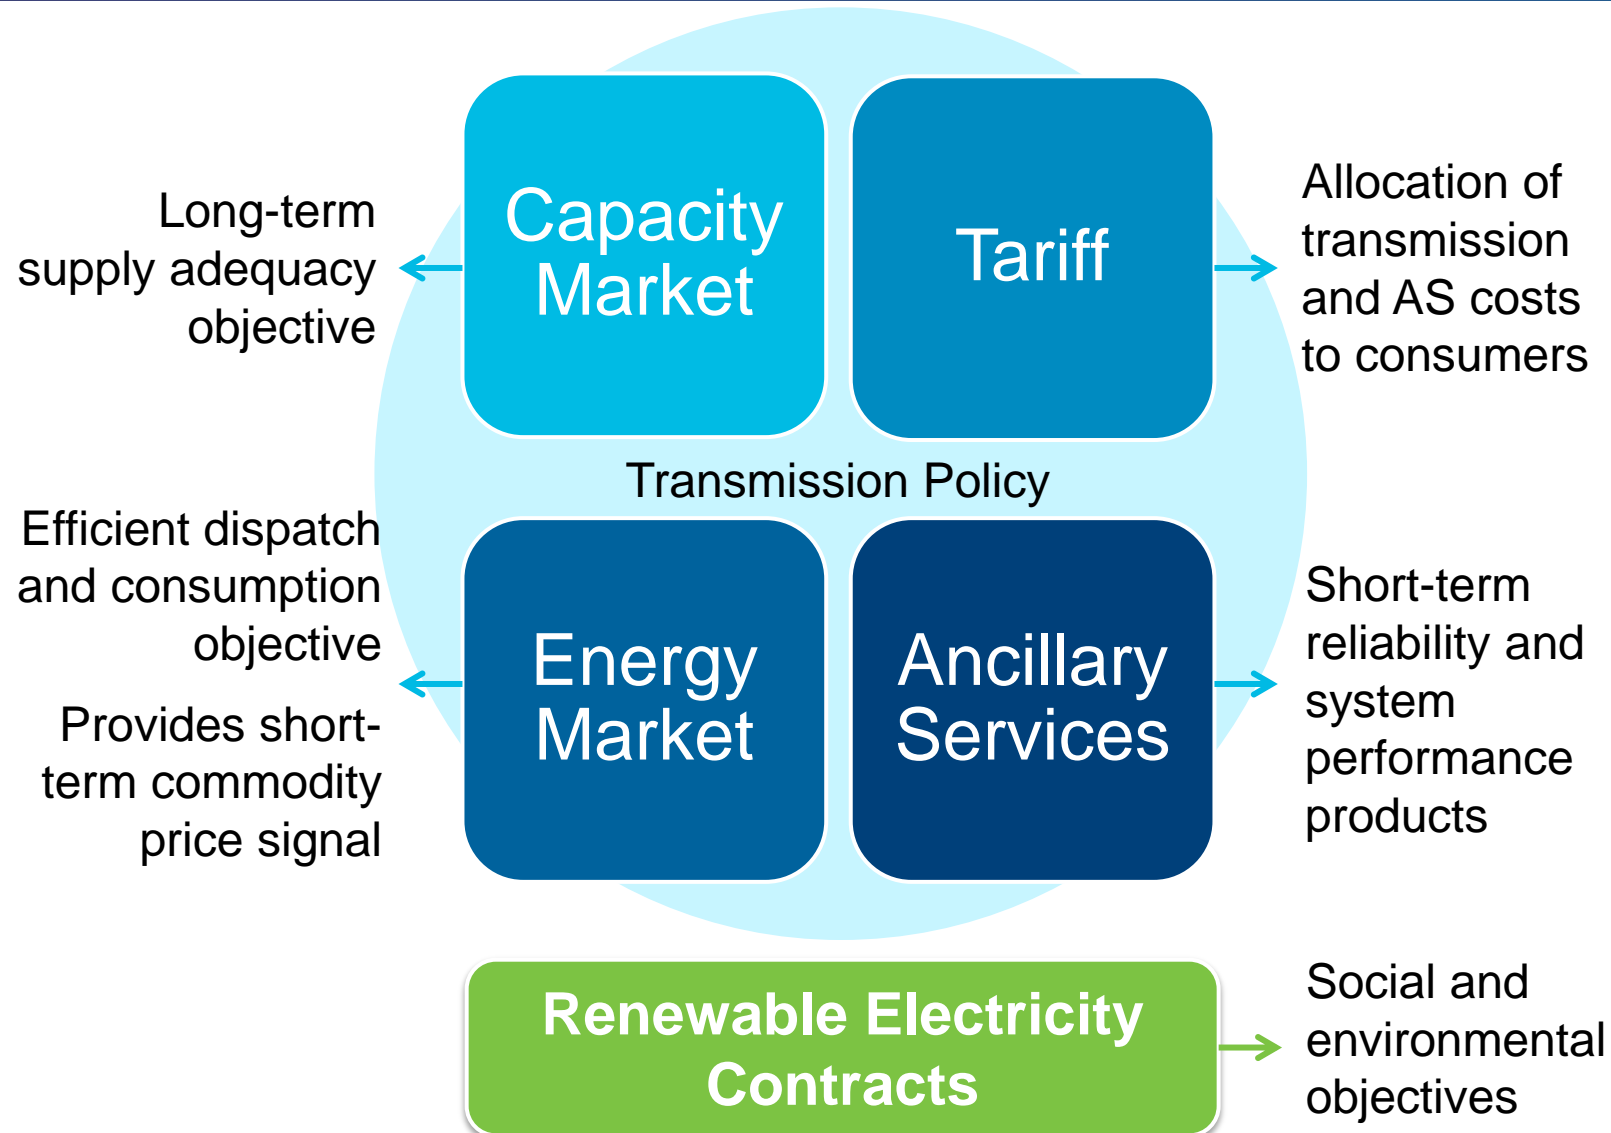 Long-term
supply adequacy
objective
Capacity
Market
Tariff
Allocation of
transmission
and AS costs
to consumers
Transmission Policy
Efficient dispatch
and consumption
objective
Provides short-
term commodity
price signal
Energy
Market
Ancillary
Services
Short-term
reliability and
system
performance
products
Renewable Electricity
Contracts
Social and
environmental
objectives